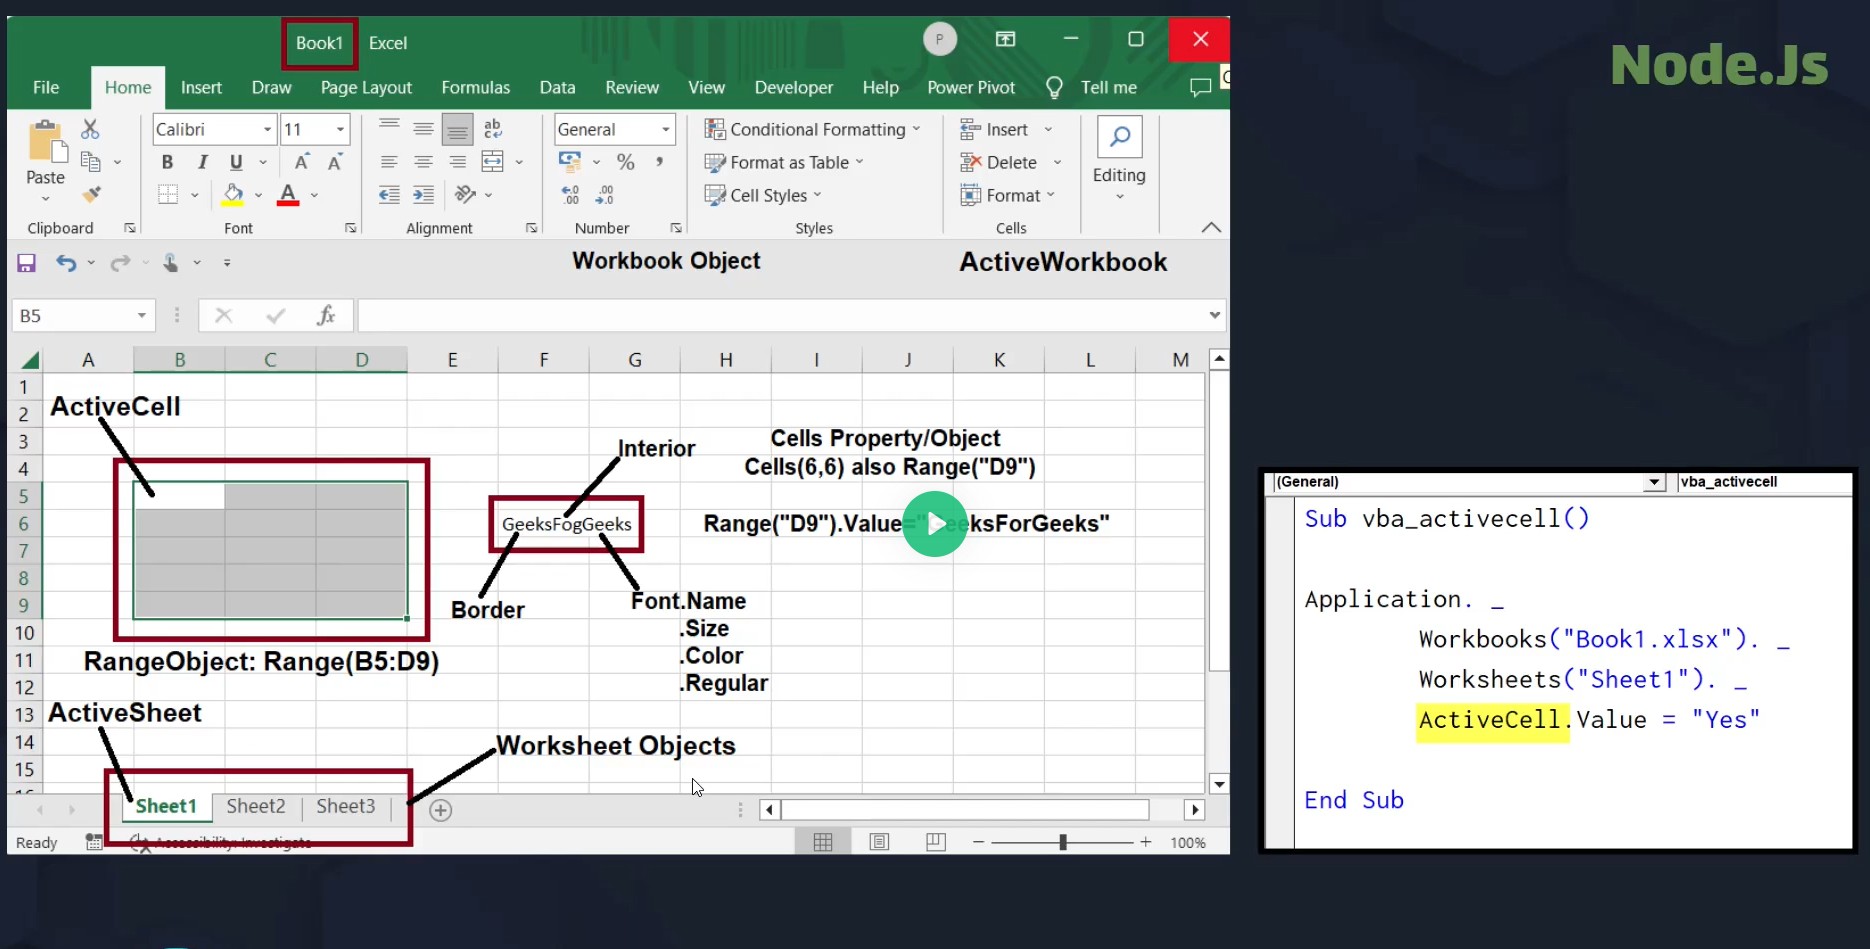 Book1 Excel
P
Node.Js
File Home Insert Draw Page Layout Formulas Data Review View Developer Help Power Pivot Tell me
Calibri 11
General
Conditional Formatting
Insert
ab
B I U A A
% ,
Format as Table
Delete
Paste
Editing
A
.00
.00
Cell Styles
Format
Clipboard Font Alignment Number Styles Cells
Workbook Object ActiveWorkbook
B5
fx
A B C D E F G H I J K L M
1
ActiveCell
2
3
Cells Property/Object
Interior
4
Cells(6,6) also Range("D9")
5
6
GeeksFogGeeks
Range("D9").Value="GeeksForGeeks"
7
8
9
Border
Font.Name
10
.Size
11
RangeObject: Range(B5:D9)
.Color
12
.Regular
13
ActiveSheet
14
Worksheet Objects
15
Sheet1 Sheet2 Sheet3
Ready
Accessibility: Investigate
100%
(General) vba_activecell
Sub vba_activecell()
Application. _
Workbooks("Book1.xlsx"). _
Worksheets("Sheet1"). _
ActiveCell.Value = "Yes"
End Sub